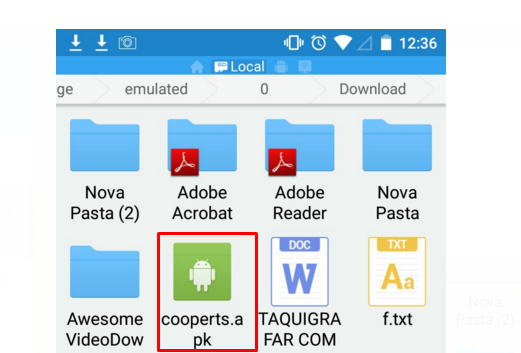 12:36
Local
ge
emulated
0
Download
Nova
Pasta (2)
Adobe
Acrobat
Adobe
Reader
Nova
Pasta
DOC
W
TXT
Aa
Awesome
VideoDow
cooperts.a
pk
TAQUIGRA
FAR COM
f.txt
Nova
Pasta (2)